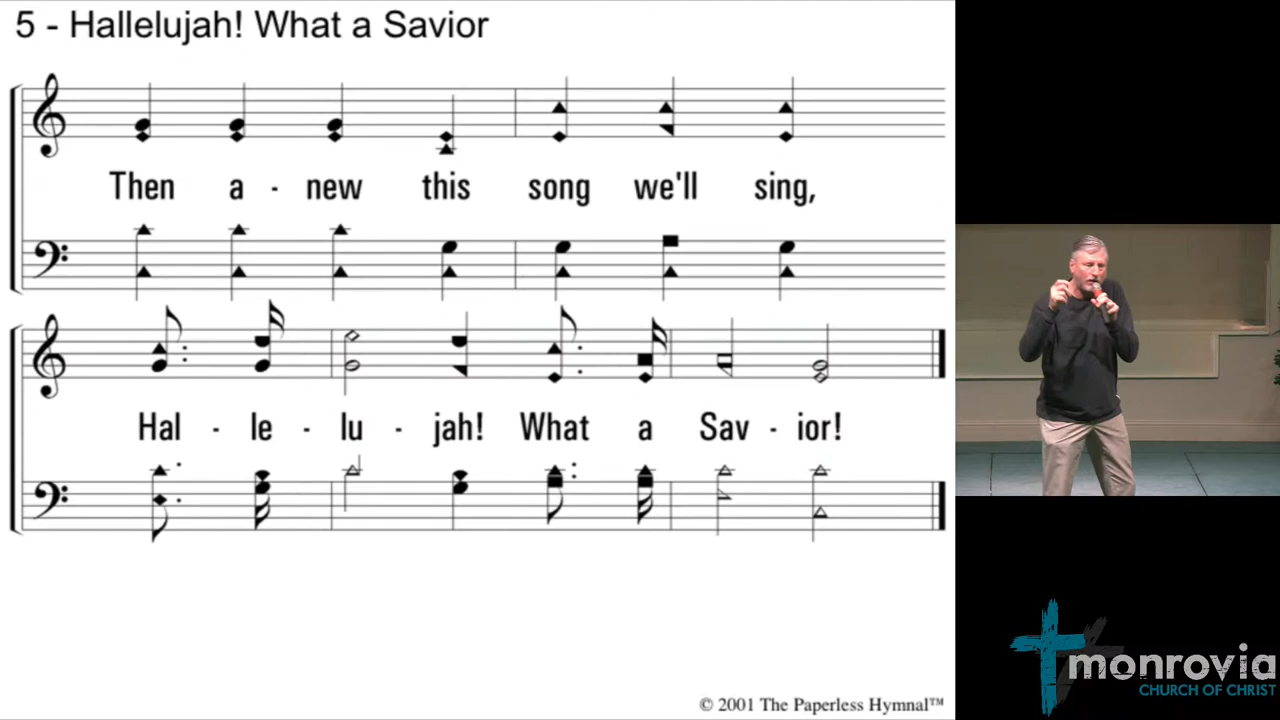 5 - Hallelujah! What a Savior
Then a - new this song we'll sing,
Hal - le - lu - jah! What a Sav - ior!
© 2001 The Paperless Hymnal™
monrovia
CHURCH OF CHRIST